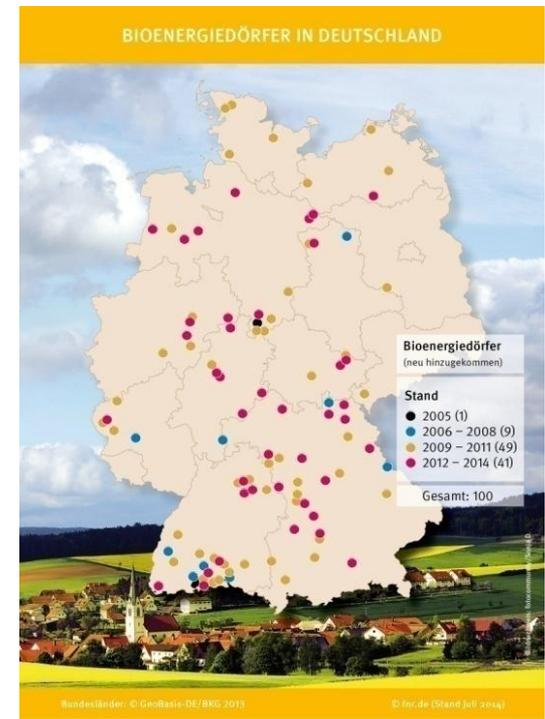 BIOENERGIEDÖRFER IN DEUTSCHLAND
Bioenergiedörfer
(neu hinzugekommen)
Stand
2005 (1)
2006 – 2008 (9)
2009 – 2011 (49)
2012 – 2014 (41)
Gesamt: 100
Bundesländer: © GeoBasis-DE/BKG 2013
© fnr.de (Stand Juli 2014)